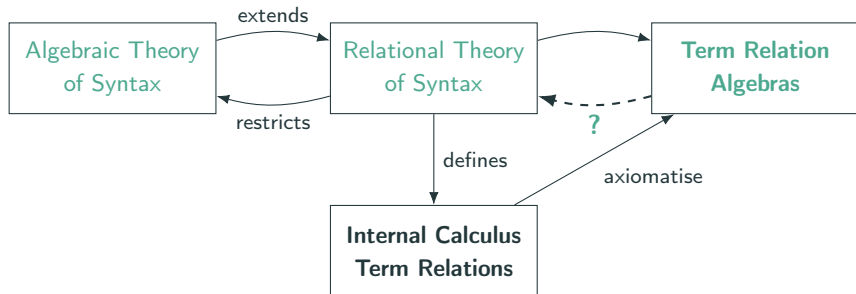 extends
Algebraic Theory
of Syntax
Relational Theory
of Syntax
Term Relation
Algebras
restricts
?
defines
axiomatise
Internal Calculus
Term Relations